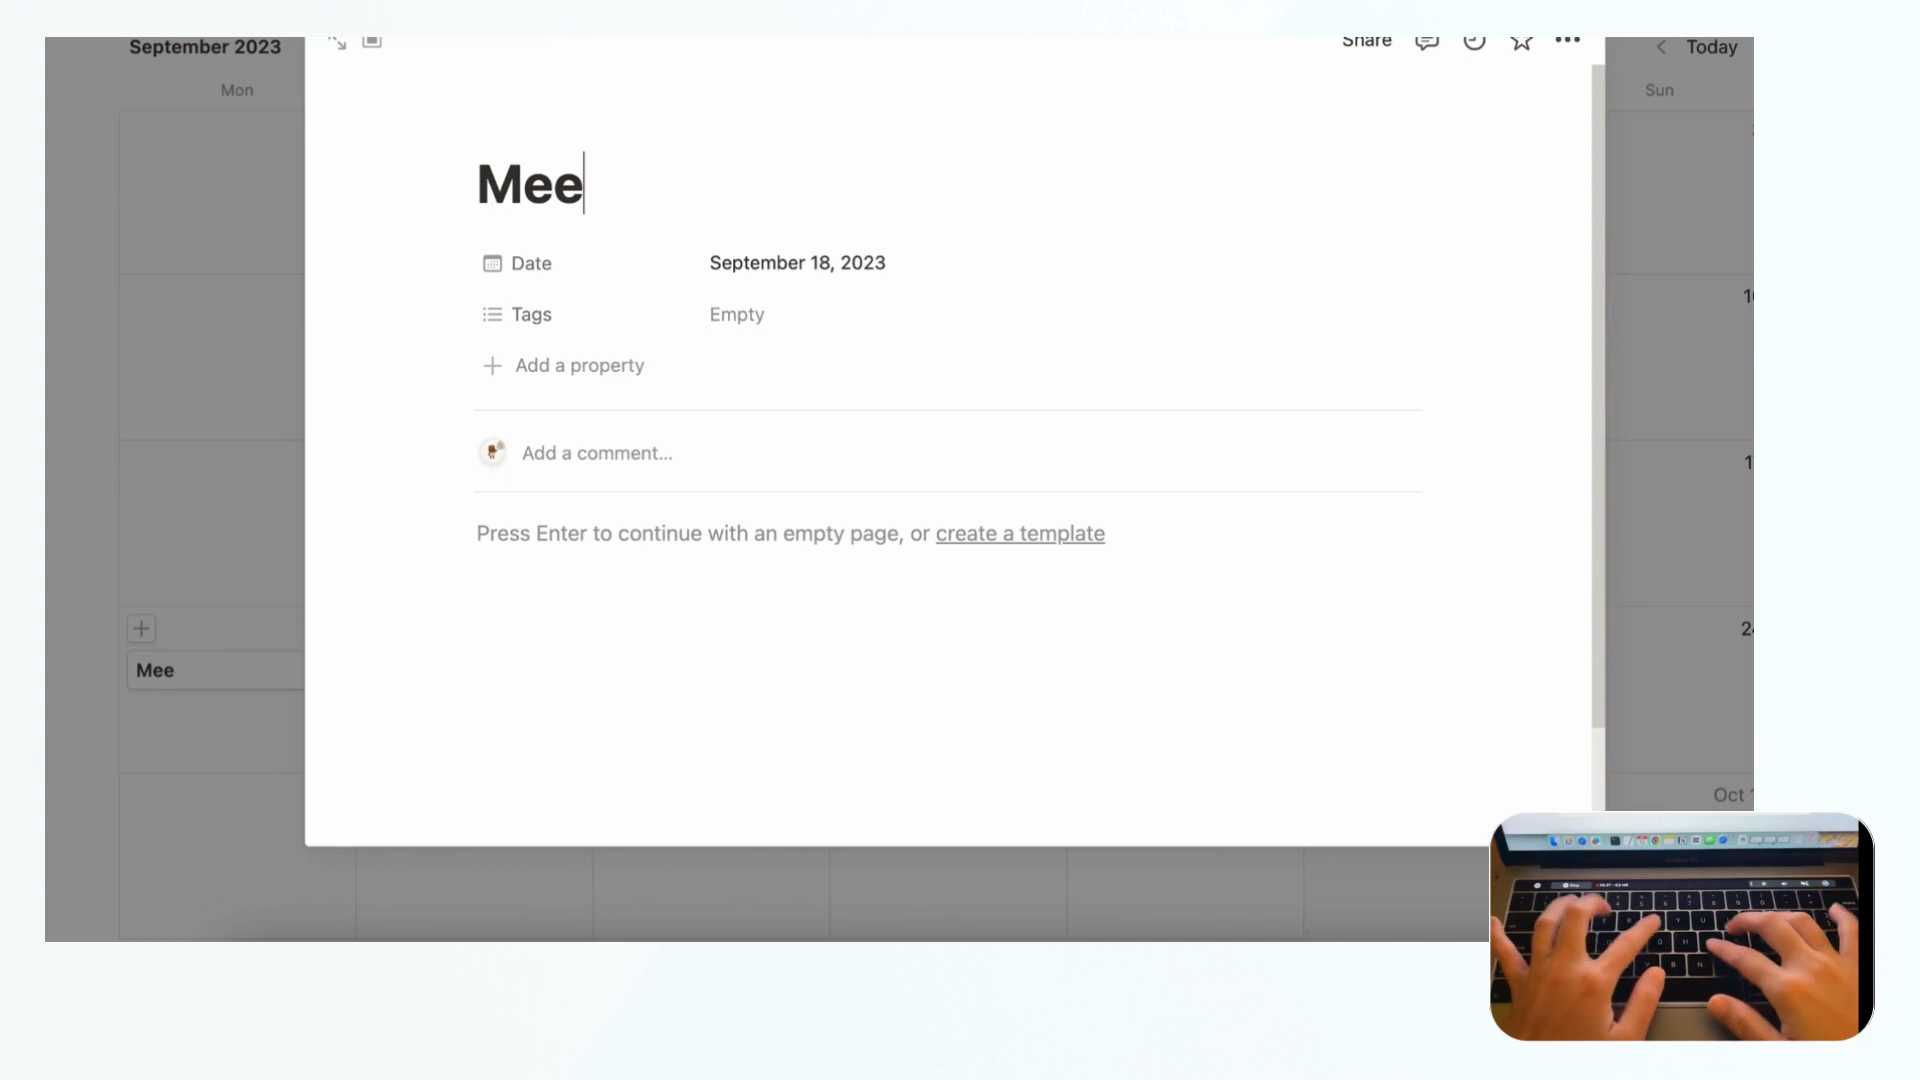 September 2023
Share
Today
Mon
Sun
Mee
Date
September 18, 2023
Tags
Empty
Add a property
Add a comment...
Press Enter to continue with an empty page, or create a template
Mee
Oct